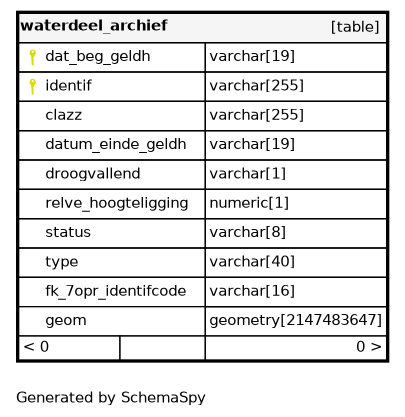 waterdeel_archief [table]
dat_beg_geldh varchar[19]
identif varchar[255]
clazz varchar[255]
datum_einde_geldh varchar[19]
droogvallend varchar[1]
relve_hoogteligging numeric[1]
status varchar[8]
type varchar[40]
fk_7opr_identifcode varchar[16]
geom geometry[2147483647]
< 0 0 >
Generated by SchemaSpy